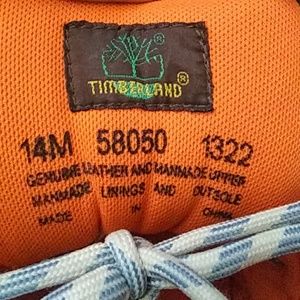 TIMBERLAND®
14M 58050 1322
GENUINE LEATHER AND MANMADE UPPER
MANMADE LININGS AND OUTSOLE
MADE IN CHINA